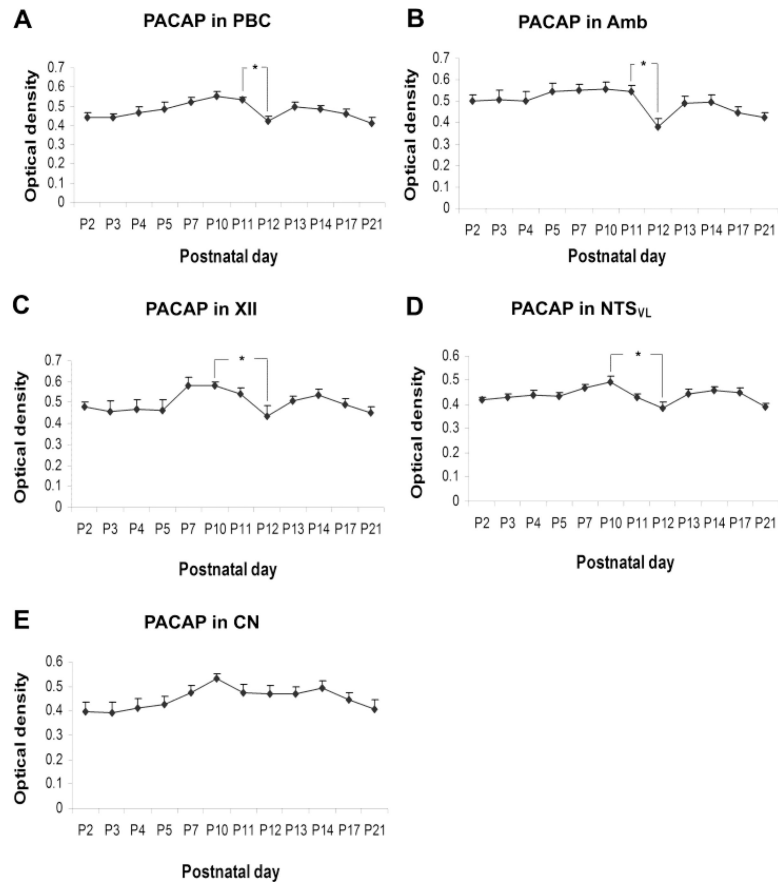 A
PACAP in PBC
Optical density
0.7
0.6
0.5
0.4
0.3
0.2
0.1
0
*
P2 P3 P4 P5 P7 P10 P11 P12 P13 P14 P17 P21
Postnatal day
B
PACAP in Amb
Optical density
0.7
0.6
0.5
0.4
0.3
0.2
0.1
0
*
P2 P3 P4 P5 P7 P10 P11 P12 P13 P14 P17 P21
Postnatal day
C
PACAP in XII
Optical density
0.7
0.6
0.5
0.4
0.3
0.2
0.1
0
*
P2 P3 P4 P5 P7 P10 P11 P12 P13 P14 P17 P21
Postnatal day
D
PACAP in NTSVL
Optical density
0.6
0.5
0.4
0.3
0.2
0.1
0
*
P2 P3 P4 P5 P7 P10 P11 P12 P13 P14 P17 P21
Postnatal day
E
PACAP in CN
Optical density
0.6
0.5
0.4
0.3
0.2
0.1
0
P2 P3 P4 P5 P7 P10 P11 P12 P13 P14 P17 P21
Postnatal day